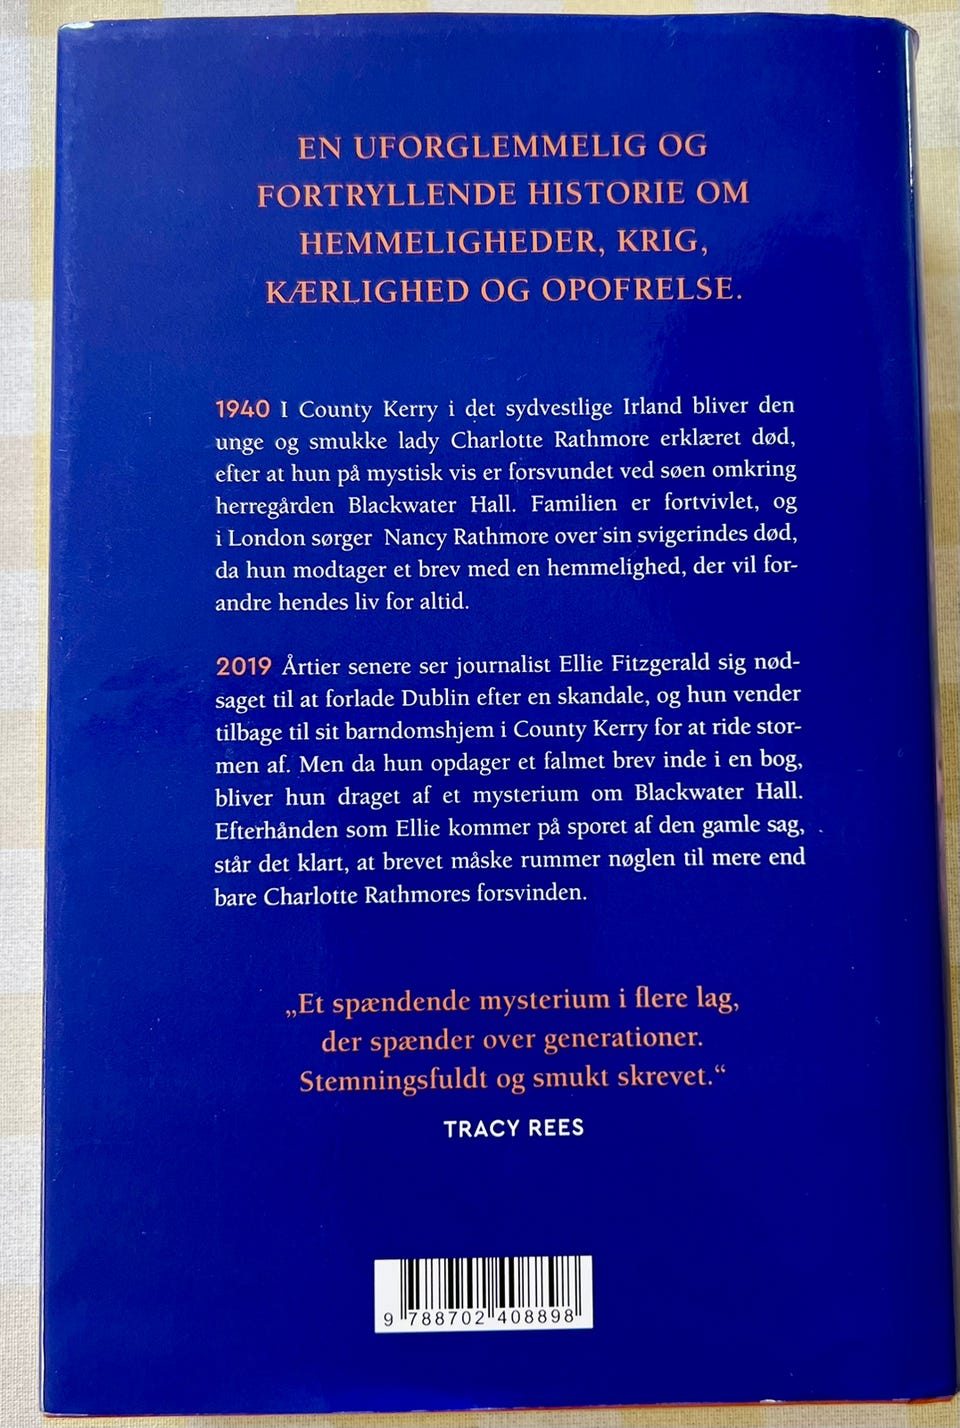 EN UFORGLEMMELIG OG
FORTRYLLENDE HISTORIE OM
HEMMELIGHEDER, KRIG,
KÆRLIGHED OG OPOFRELSE.
1940 I County Kerry i det sydvestlige Irland bliver den
unge og smukke lady Charlotte Rathmore erklæret død,
efter at hun på mystisk vis er forsvundet ved søen omkring
herregården Blackwater Hall. Familien er fortvivlet, og
i London sørger Nancy Rathmore over sin svigerindes død,
da hun modtager et brev med en hemmelighed, der vil for-
andre hendes liv for altid.
2019 Årtier senere ser journalist Ellie Fitzgerald sig nød-
saget til at forlade Dublin efter en skandale, og hun vender
tilbage til sit barndomshjem i County Kerry for at ride stor-
men af. Men da hun opdager et falmet brev inde i en bog,
bliver hun draget af et mysterium om Blackwater Hall.
Efterhånden som Ellie kommer på sporet af den gamle sag,
står det klart, at brevet måske rummer nøglen til mere end
bare Charlotte Rathmores forsvinden.
„Et spændende mysterium i flere lag,
der spænder over generationer.
Stemningsfuldt og smukt skrevet.“
TRACY REES
9 788702 408898